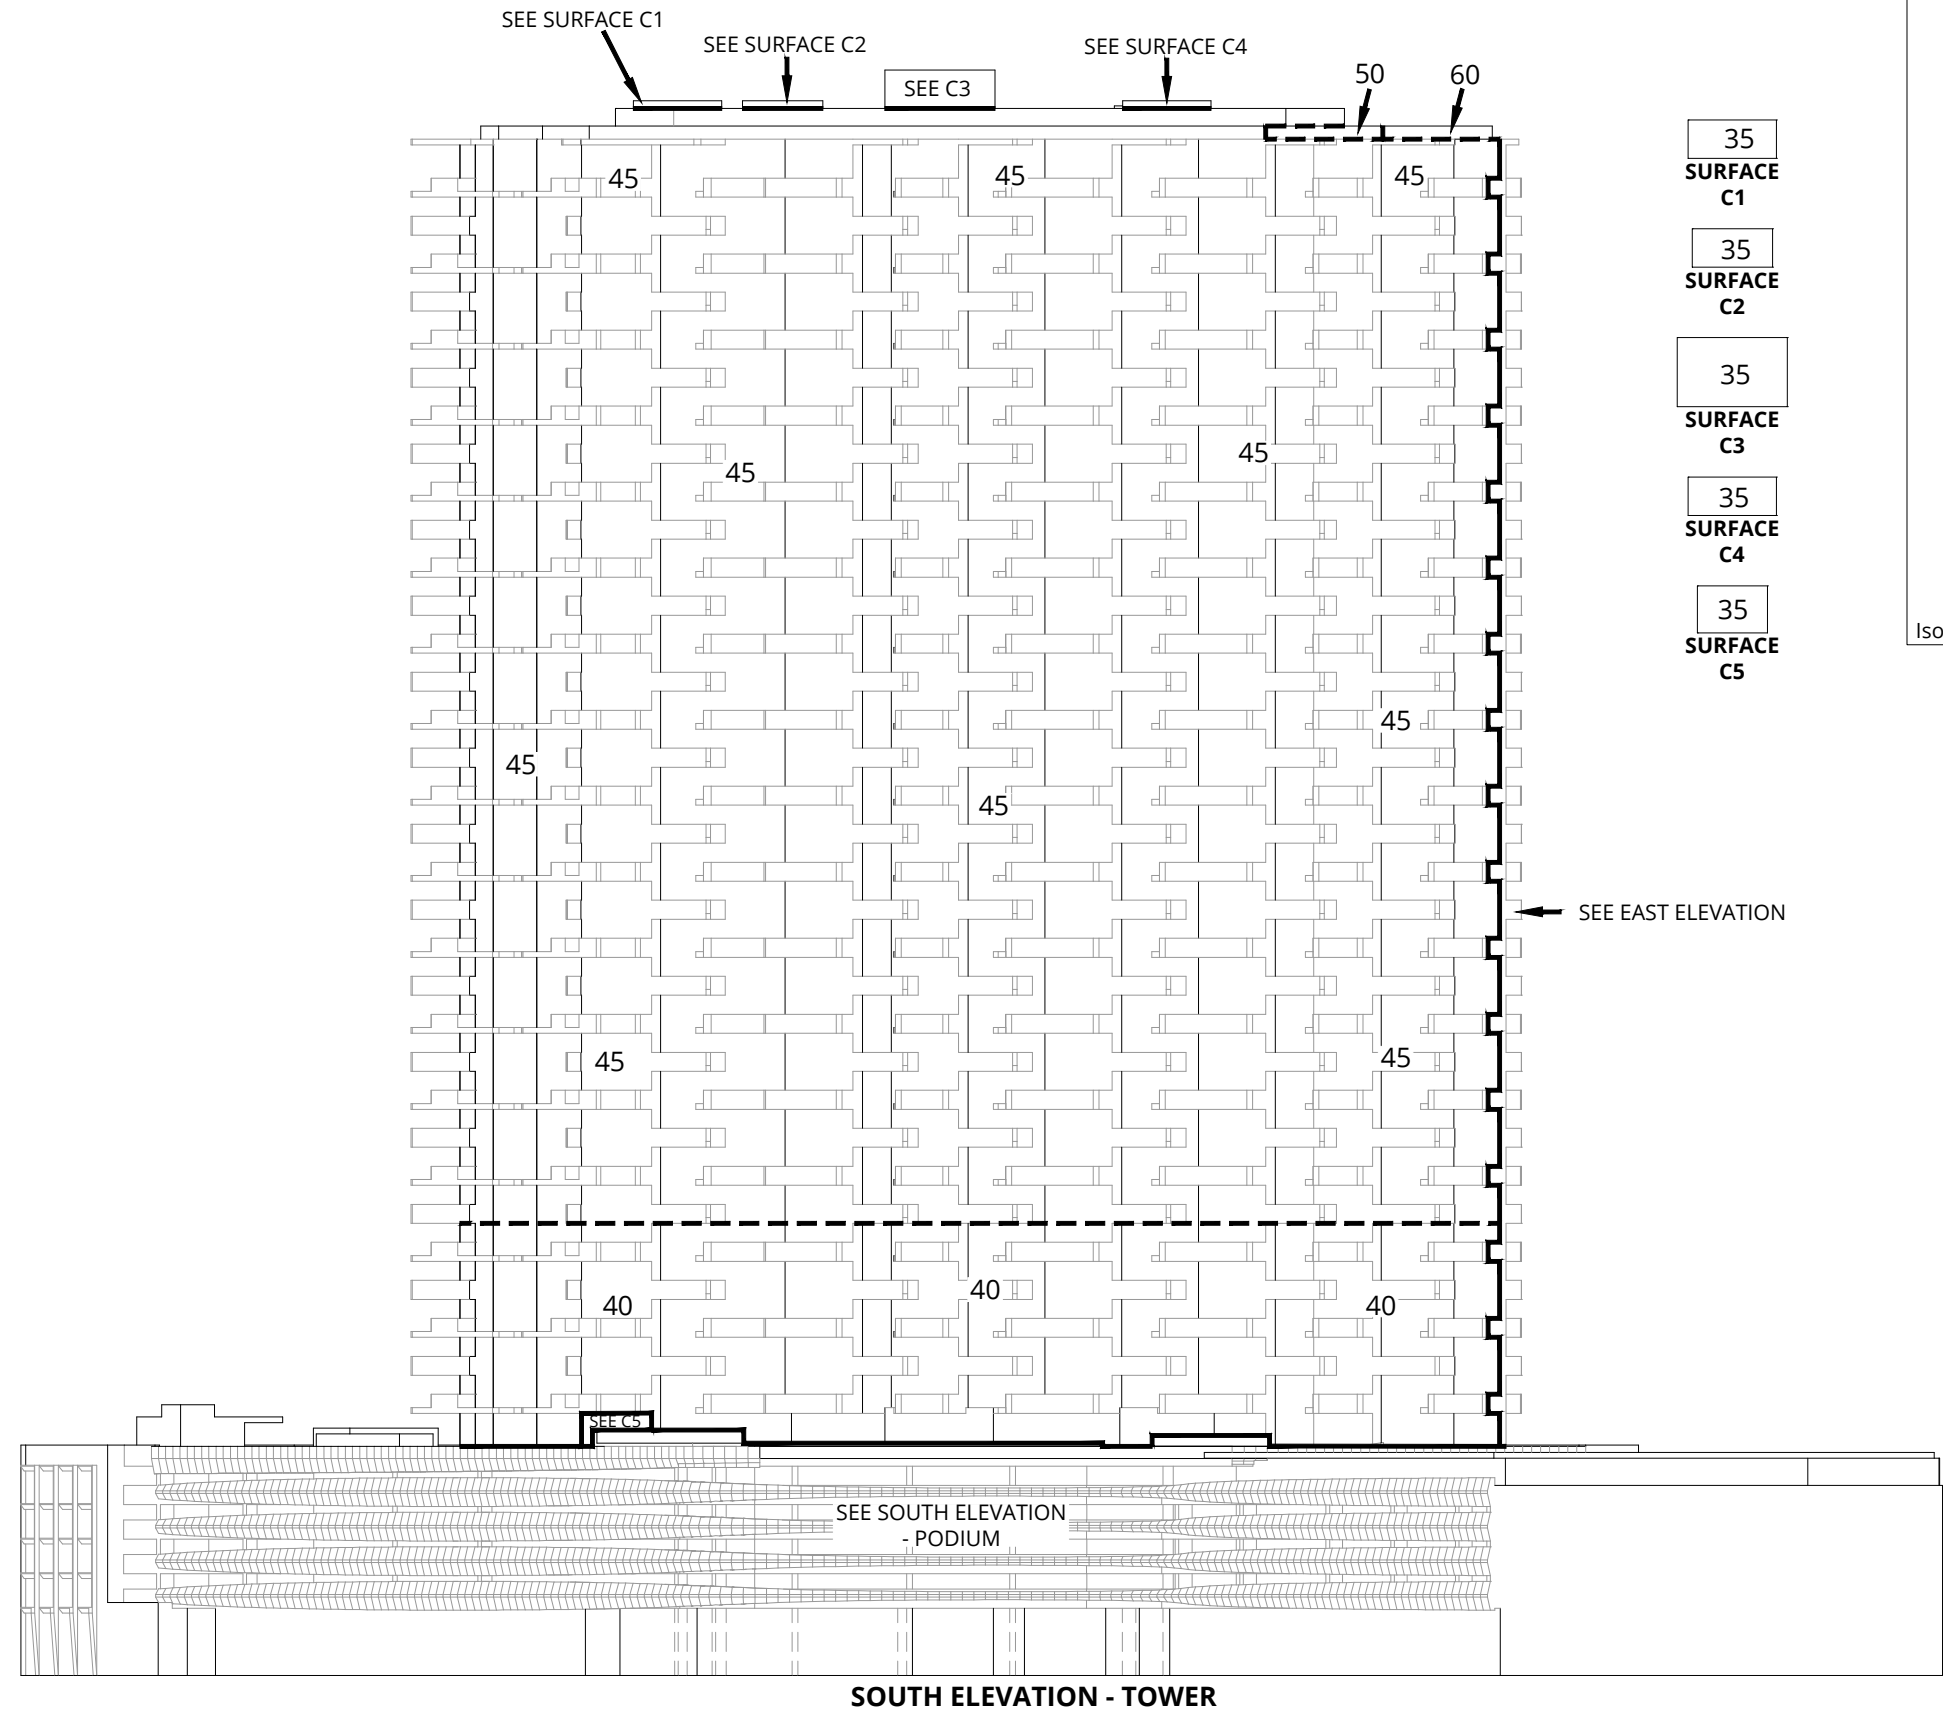 SEE SURFACE C1
SEE SURFACE C2
SEE C3
SEE SURFACE C4
50
60
45
45
45
45
45
45
45
45
45
45
40
40
40
SEE C5
SEE EAST ELEVATION
SEE SOUTH ELEVATION
- PODIUM
35
SURFACE
C1
35
SURFACE
C2
35
SURFACE
C3
35
SURFACE
C4
35
SURFACE
C5
Iso
SOUTH ELEVATION - TOWER